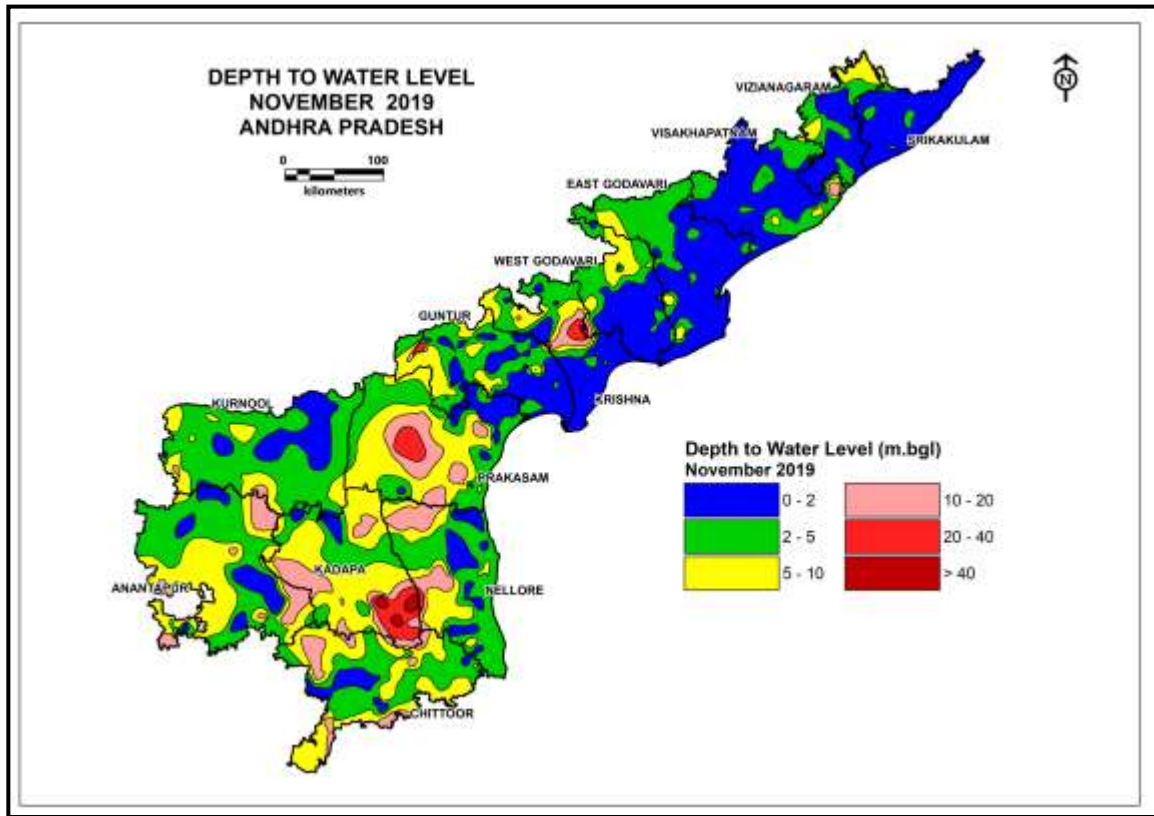 DEPTH TO WATER LEVEL
NOVEMBER 2019
ANDHRA PRADESH
0 100
kilometers
N
VIZIANAGARAM
VISAKHAPATNAM
SRIKAKULAM
EAST GODAVARI
WEST GODAVARI
GUNTUR
KRISHNA
KURNOOL
PRAKASAM
ANANTAPUR
KADAPA
NELLORE
CHITTOOR
Depth to Water Level (m.bgl)
November 2019
0 - 2
10 - 20
2 - 5
20 - 40
5 - 10
> 40